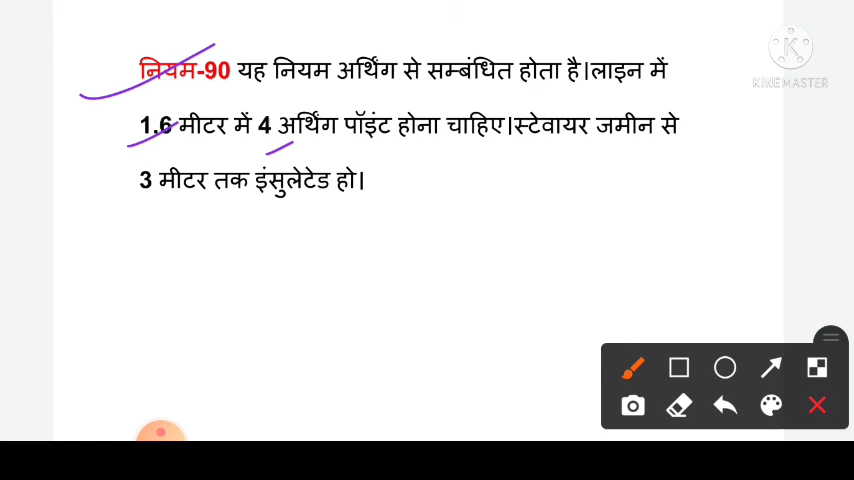 नियम-90 यह नियम अर्थिंग से सम्बंधित होता है।लाइन में
1.6 मीटर में 4 अर्थिंग पॉइंट होना चाहिए।स्टेवायर जमीन से
3 मीटर तक इंसुलेटेड हो।
KINEMASTER